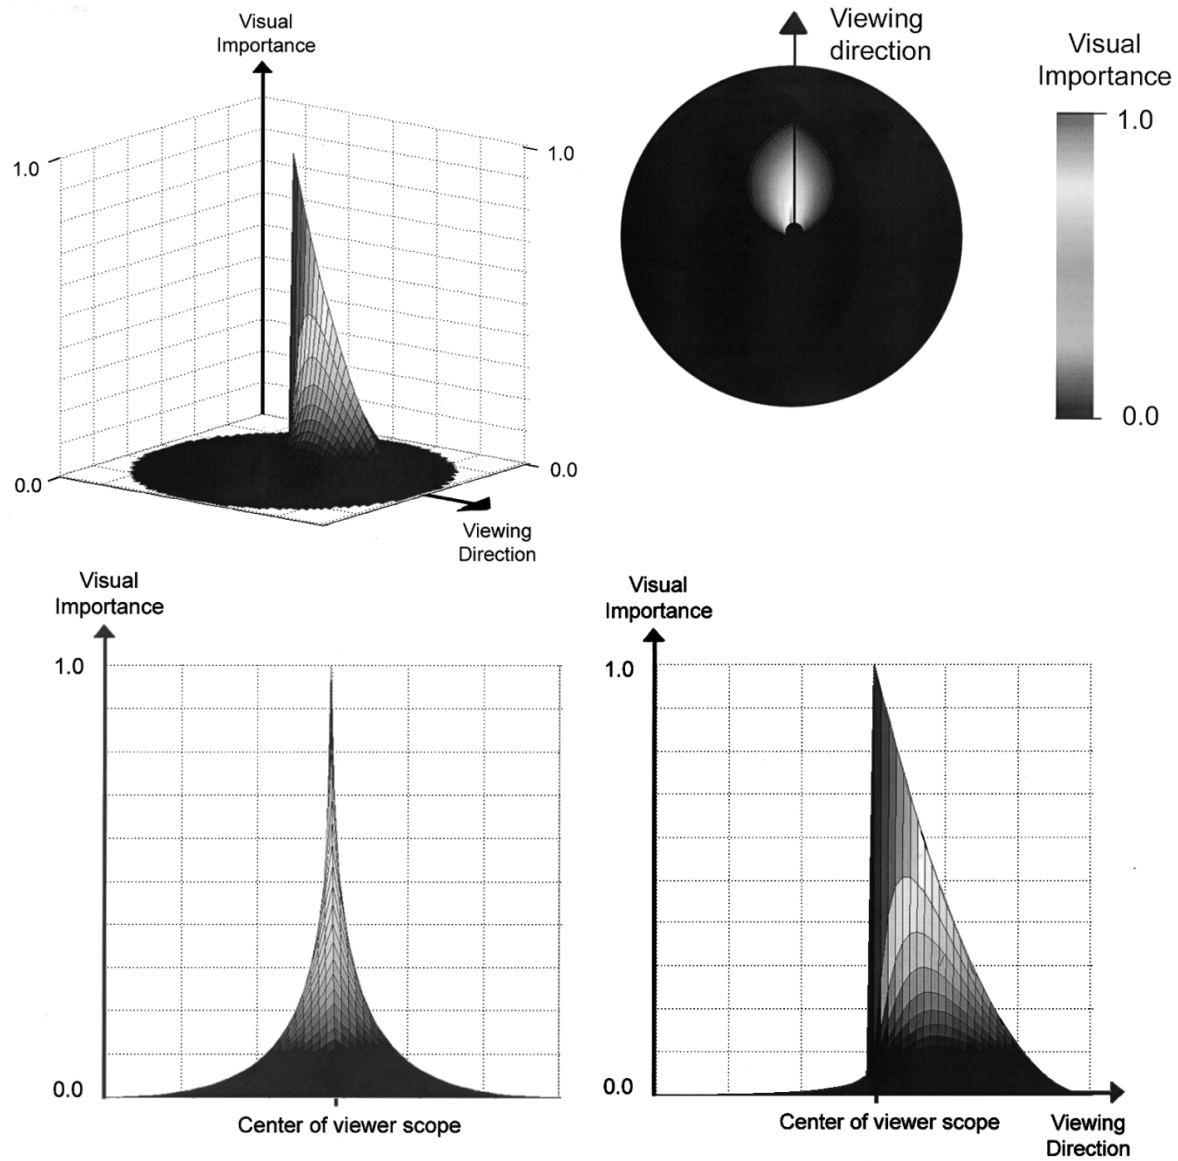 Visual
Importance
1.0
1.0
0.0
0.0
Viewing
Direction
Viewing
direction
Visual
Importance
1.0
0.0
Visual
Importance
1.0
0.0
Center of viewer scope
Visual
Importance
1.0
0.0
Center of viewer scope
Viewing
Direction